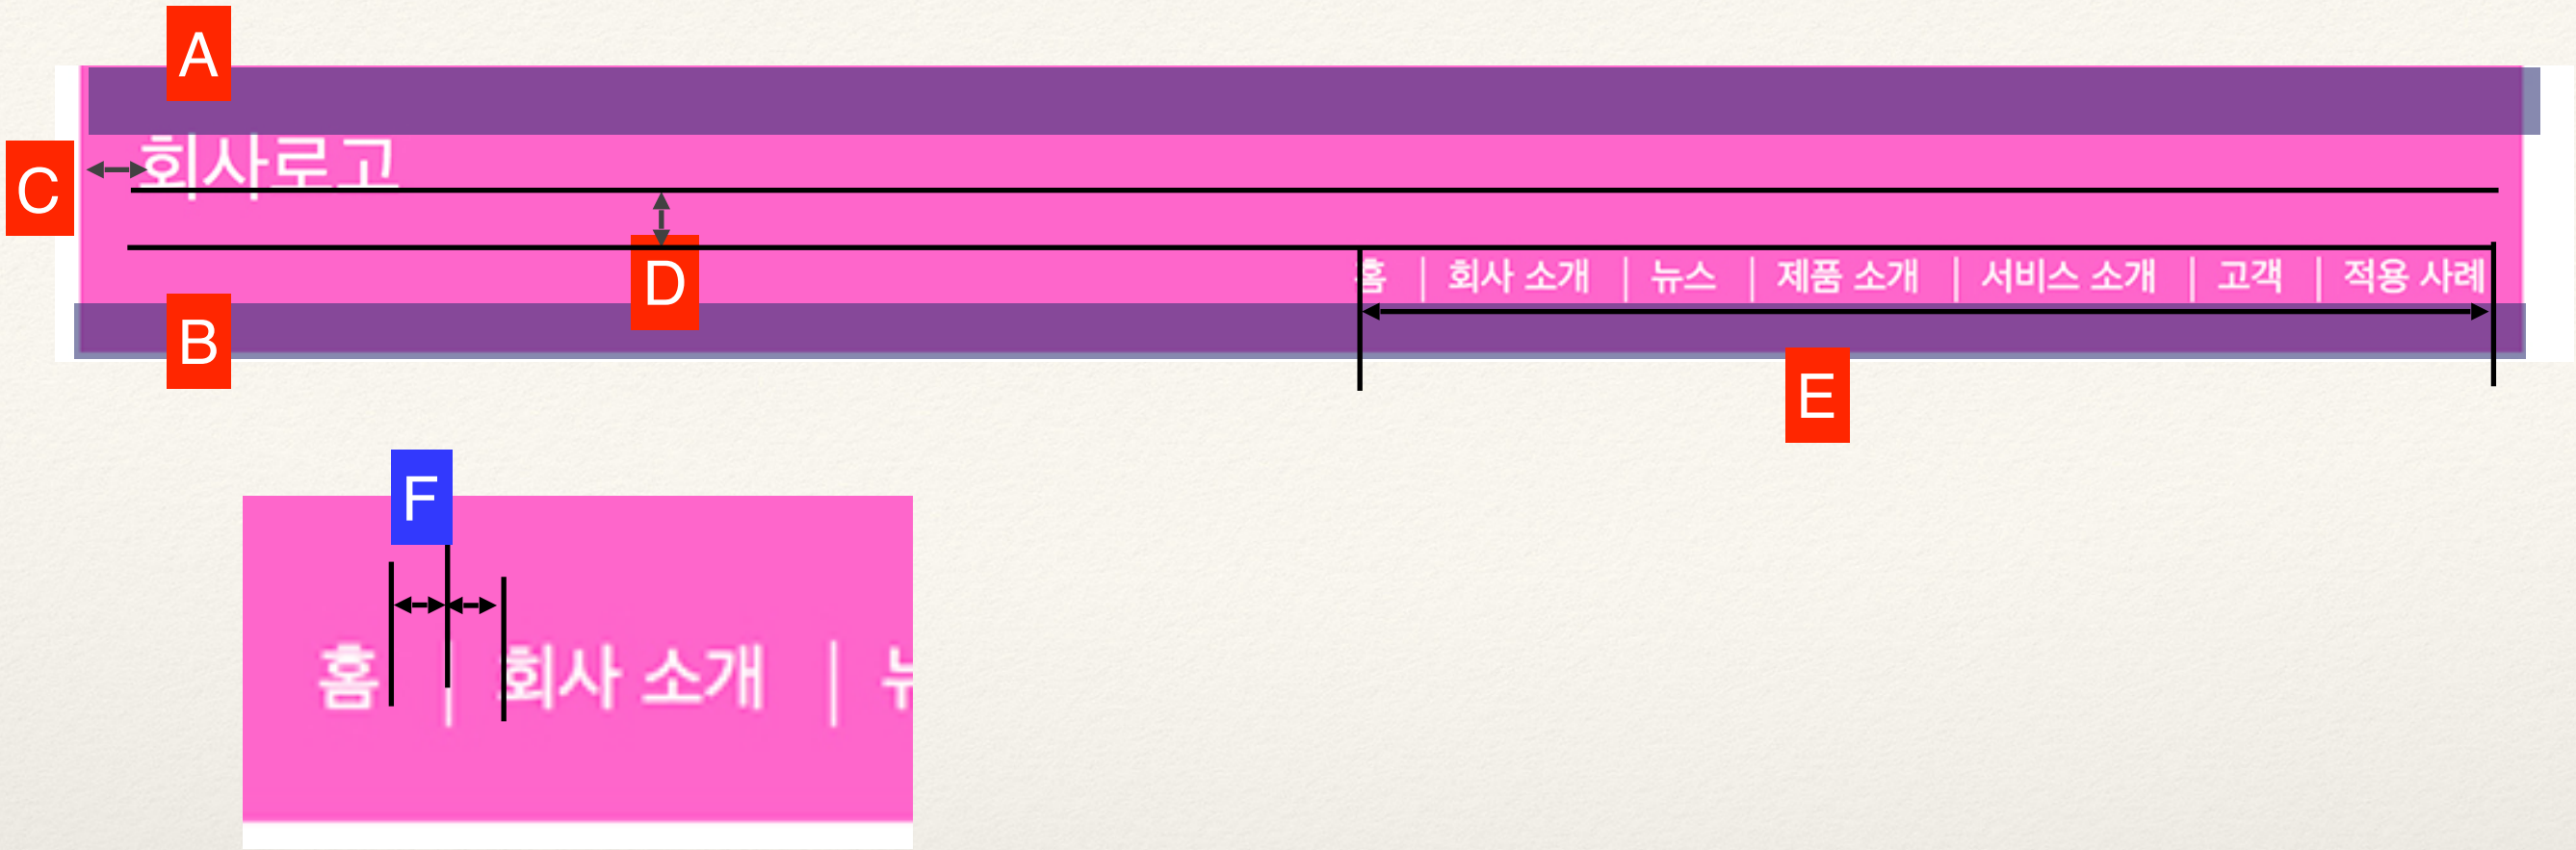 A
회사로고
C
D
홈 | 회사 소개 | 뉴스 | 제품 소개 | 서비스 소개 | 고객 | 적용 사례
B
E
F
홈 | 회사 소개 |